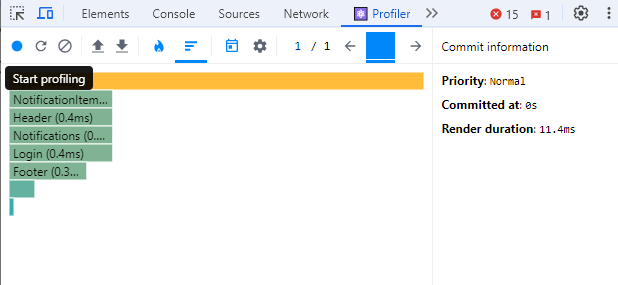 Elements Console Sources Network Profiler 15 1
1 / 1
Commit information
Start profiling
NotificationItem...
Header (0.4ms)
Notifications (0....
Login (0.4ms)
Footer (0.3...
Priority: Normal
Committed at: 0s
Render duration: 11.4ms